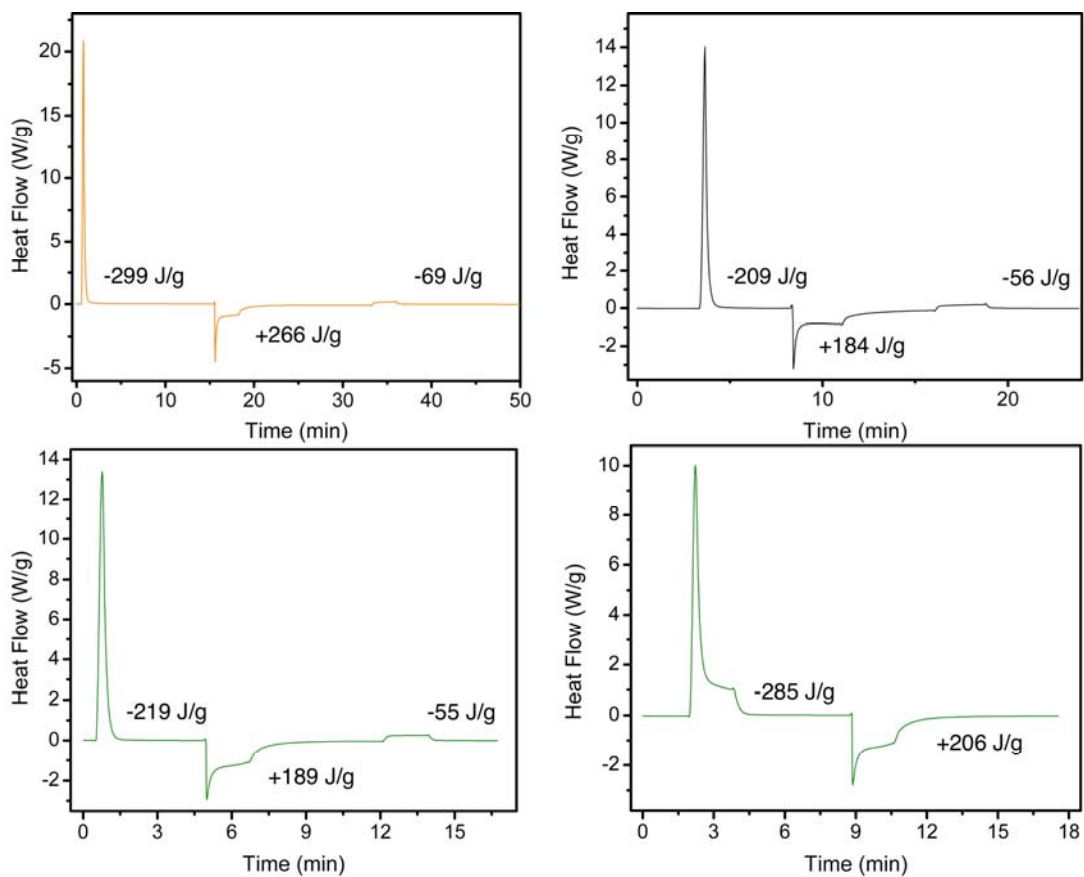 20
15
10
5
0
-5
Heat Flow (W/g)
-299 J/g
-69 J/g
+266 J/g
0 10 20 30 40 50
Time (min)
14
12
10
8
6
4
2
0
-2
Heat Flow (W/g)
-209 J/g
-56 J/g
+184 J/g
0 10 20
Time (min)
14
12
10
8
6
4
2
0
-2
Heat Flow (W/g)
-219 J/g
-55 J/g
+189 J/g
0 3 6 9 12 15
Time (min)
10
8
6
4
2
0
-2
Heat Flow (W/g)
-285 J/g
+206 J/g
0 3 6 9 12 15 18
Time (min)